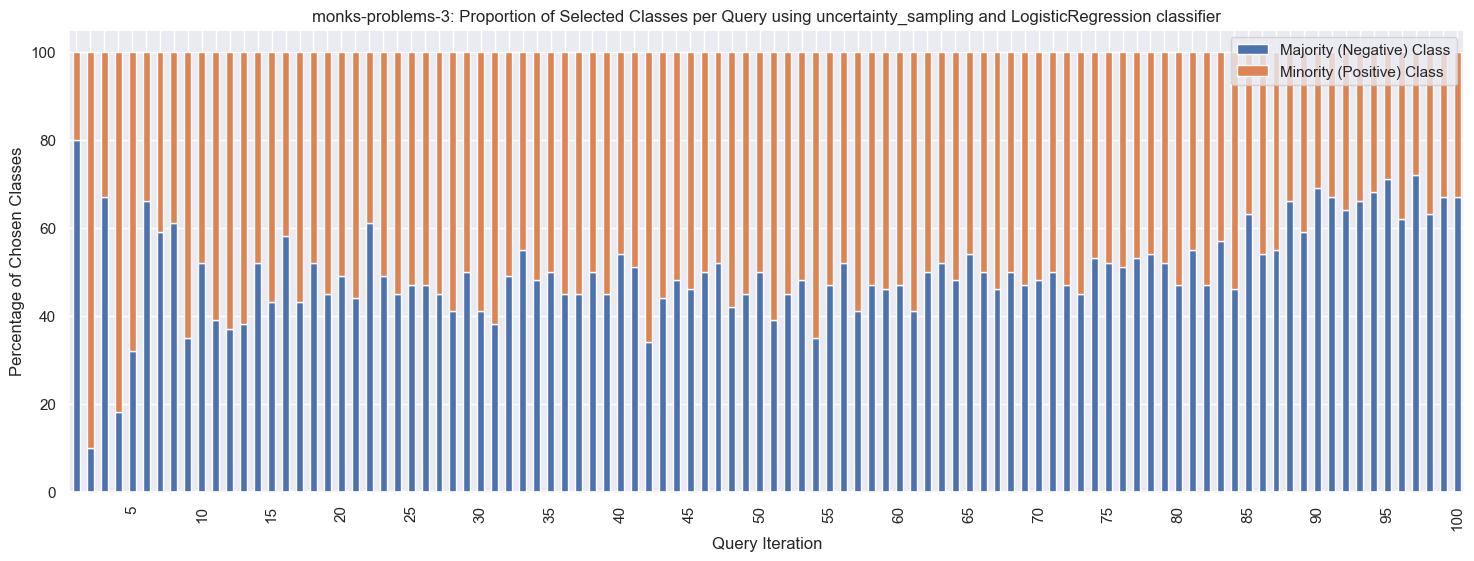 monks-problems-3: Proportion of Selected Classes per Query using uncertainty_sampling and LogisticRegression classifier
Majority (Negative) Class
Minority (Positive) Class
Percentage of Chosen Classes
100
80
60
40
20
0
5 10 15 20 25 30 35 40 45 50 55 60 65 70 75 80 85 90 95 100
Query Iteration